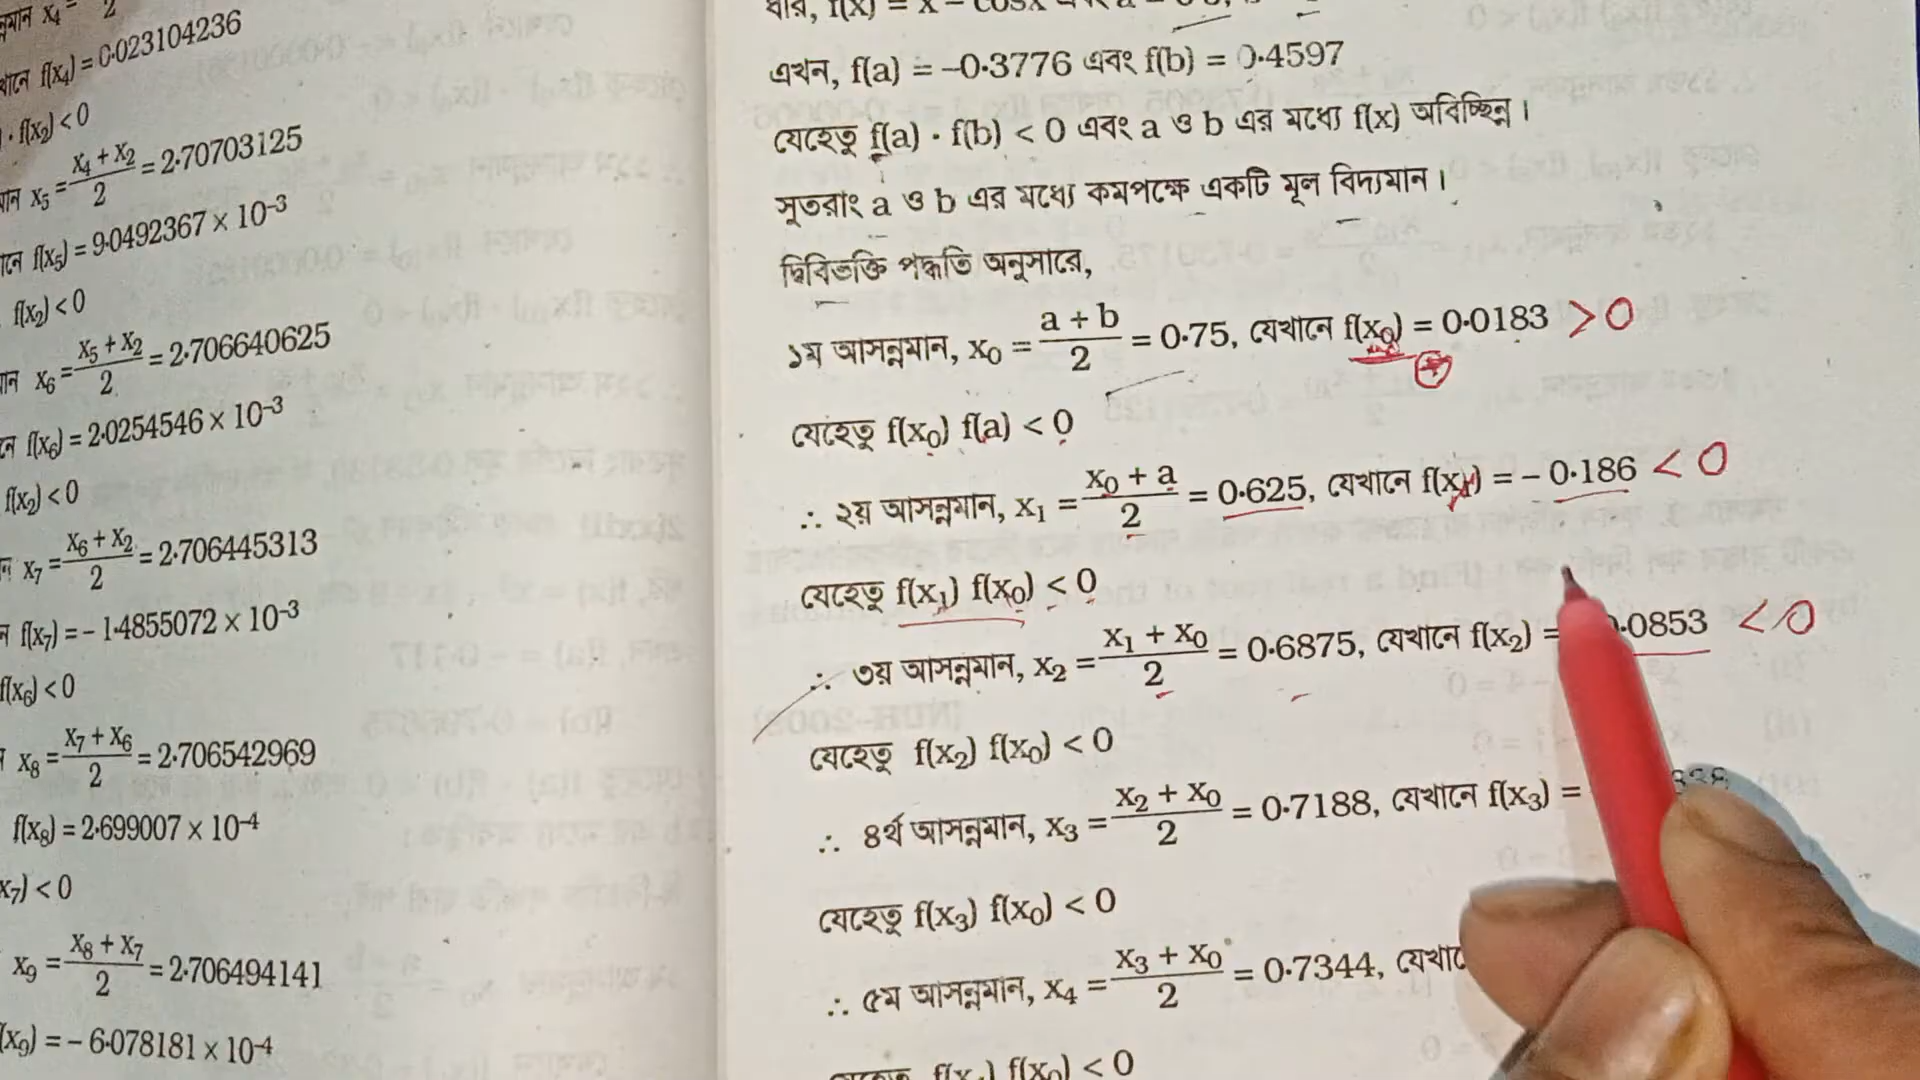 x₄ = 2
f(x₄) = 0·023104236
· f(x₂) < 0
x₅ = (x₄ + x₂)/2 = 2·70703125
f(x₅) = 9·0492367 × 10⁻³
f(x₂) < 0
x₆ = (x₅ + x₂)/2 = 2·706640625
f(x₆) = 2·0254546 × 10⁻³
f(x₂) < 0
x₇ = (x₆ + x₂)/2 = 2·706445313
f(x₇) = – 1·4855072 × 10⁻³
f(x₆) < 0
x₈ = (x₇ + x₆)/2 = 2·706542969
f(x₈) = 2·699007 × 10⁻⁴
x₇) < 0
x₉ = (x₈ + x₇)/2 = 2·706494141
(x₉) = – 6·078181 × 10⁻⁴
ধরি, f(x) = x – cosx
এখন, f(a) = –0·3776 এবং f(b) = 0·4597
যেহেতু f(a) · f(b) < 0 এবং a ও b এর মধ্যে f(x) অবিচ্ছিন্ন।
সুতরাং a ও b এর মধ্যে কমপক্ষে একটি মূল বিদ্যমান।
দ্বিবিভক্তি পদ্ধতি অনুসারে,
১ম আসন্নমান, x₀ = (a + b)/2 = 0·75, যেখানে f(x₀) = 0·0183 > 0
+
যেহেতু f(x₀) f(a) < 0
∴ ২য় আসন্নমান, x₁ = (x₀ + a)/2 = 0·625, যেখানে f(x₁) = – 0·186 < 0
যেহেতু f(x₁) f(x₀) < 0
∴ ৩য় আসন্নমান, x₂ = (x₁ + x₀)/2 = 0·6875, যেখানে f(x₂) = ·0853 < 0
যেহেতু f(x₂) f(x₀) < 0
∴ ৪র্থ আসন্নমান, x₃ = (x₂ + x₀)/2 = 0·7188, যেখানে f(x₃) =
যেহেতু f(x₃) f(x₀) < 0
∴ ৫ম আসন্নমান, x₄ = (x₃ + x₀)/2 = 0·7344,
যেহেতু f(x₄) f(x₀) < 0